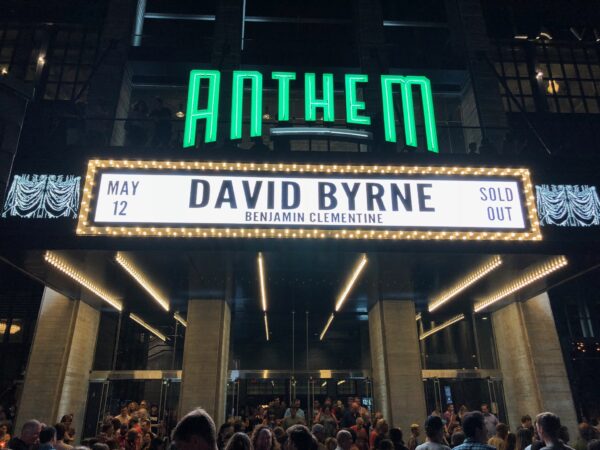 ANTHEM
MAY
12
DAVID BYRNE
BENJAMIN CLEMENTINE
SOLD
OUT